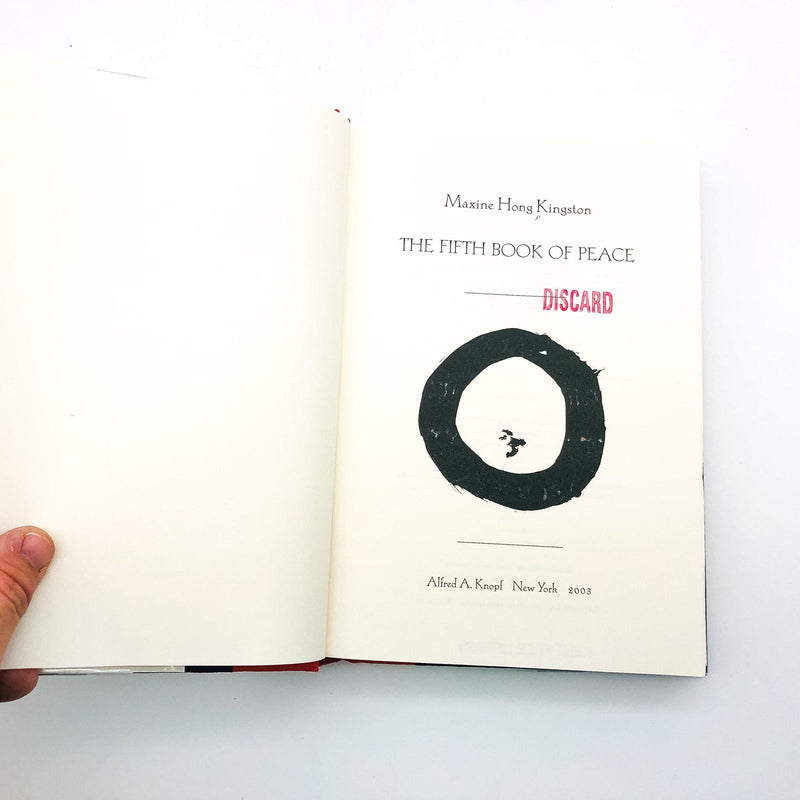 Maxine Hong Kingston
THE FIFTH BOOK OF PEACE
DISCARD
Alfred A. Knopf New York 2003